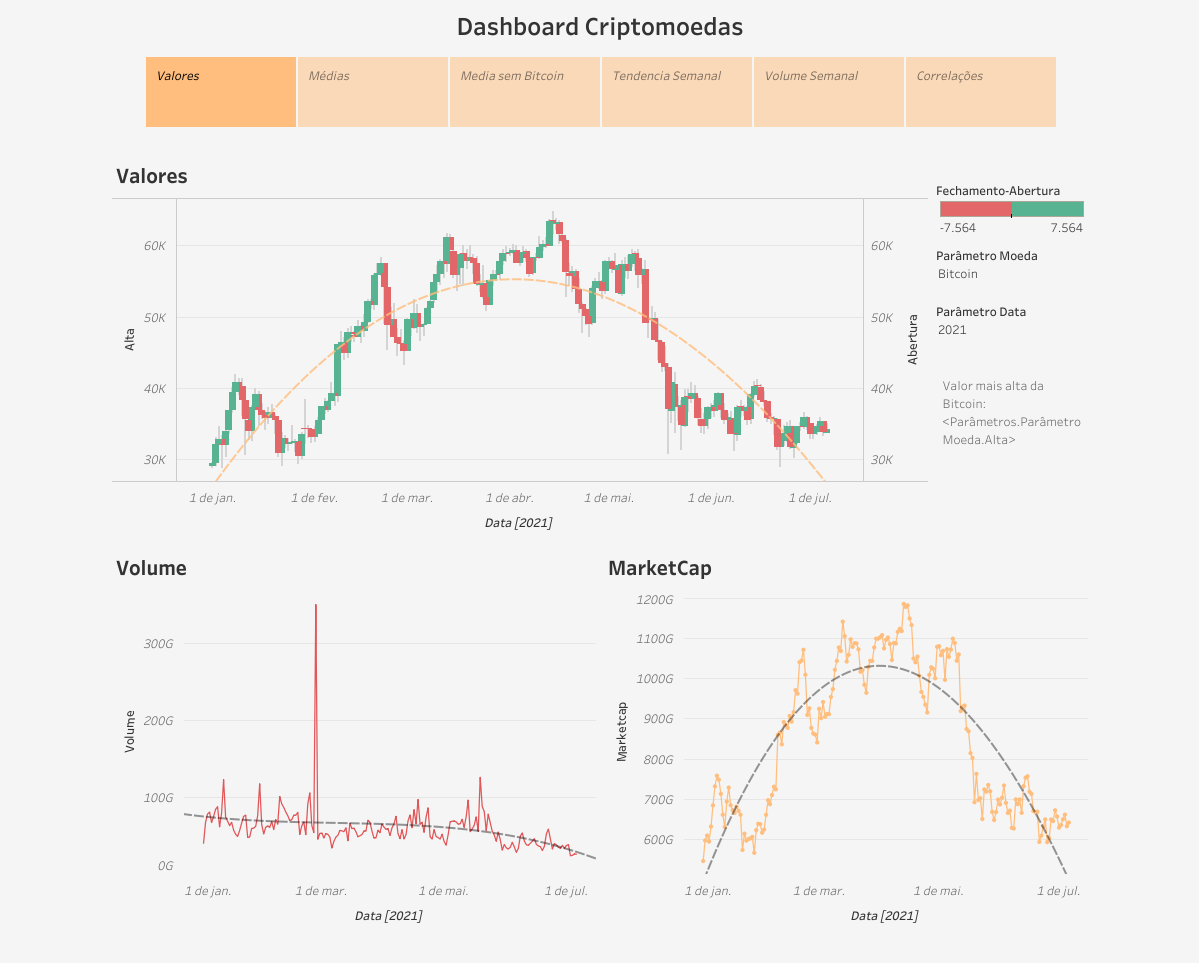 Dashboard Criptomoedas
Valores
Médias
Media sem Bitcoin
Tendencia Semanal
Volume Semanal
Correlações
Valores
Alta
60K
50K
40K
30K
60K
50K
40K
30K
Abertura
1 de jan.
1 de fev.
1 de mar.
1 de abr.
1 de mai.
1 de jun.
1 de jul.
Data [2021]
Fechamento-Abertura
-7.564
7.564
Parâmetro Moeda
Bitcoin
Parâmetro Data
2021
Valor mais alta da
Bitcoin:
<Parâmetros.Parâmetro
Moeda.Alta>
Volume
Volume
300G
200G
100G
0G
1 de jan.
1 de mar.
1 de mai.
1 de jul.
Data [2021]
MarketCap
Marketcap
1200G
1100G
1000G
900G
800G
700G
600G
1 de jan.
1 de mar.
1 de mai.
1 de jul.
Data [2021]